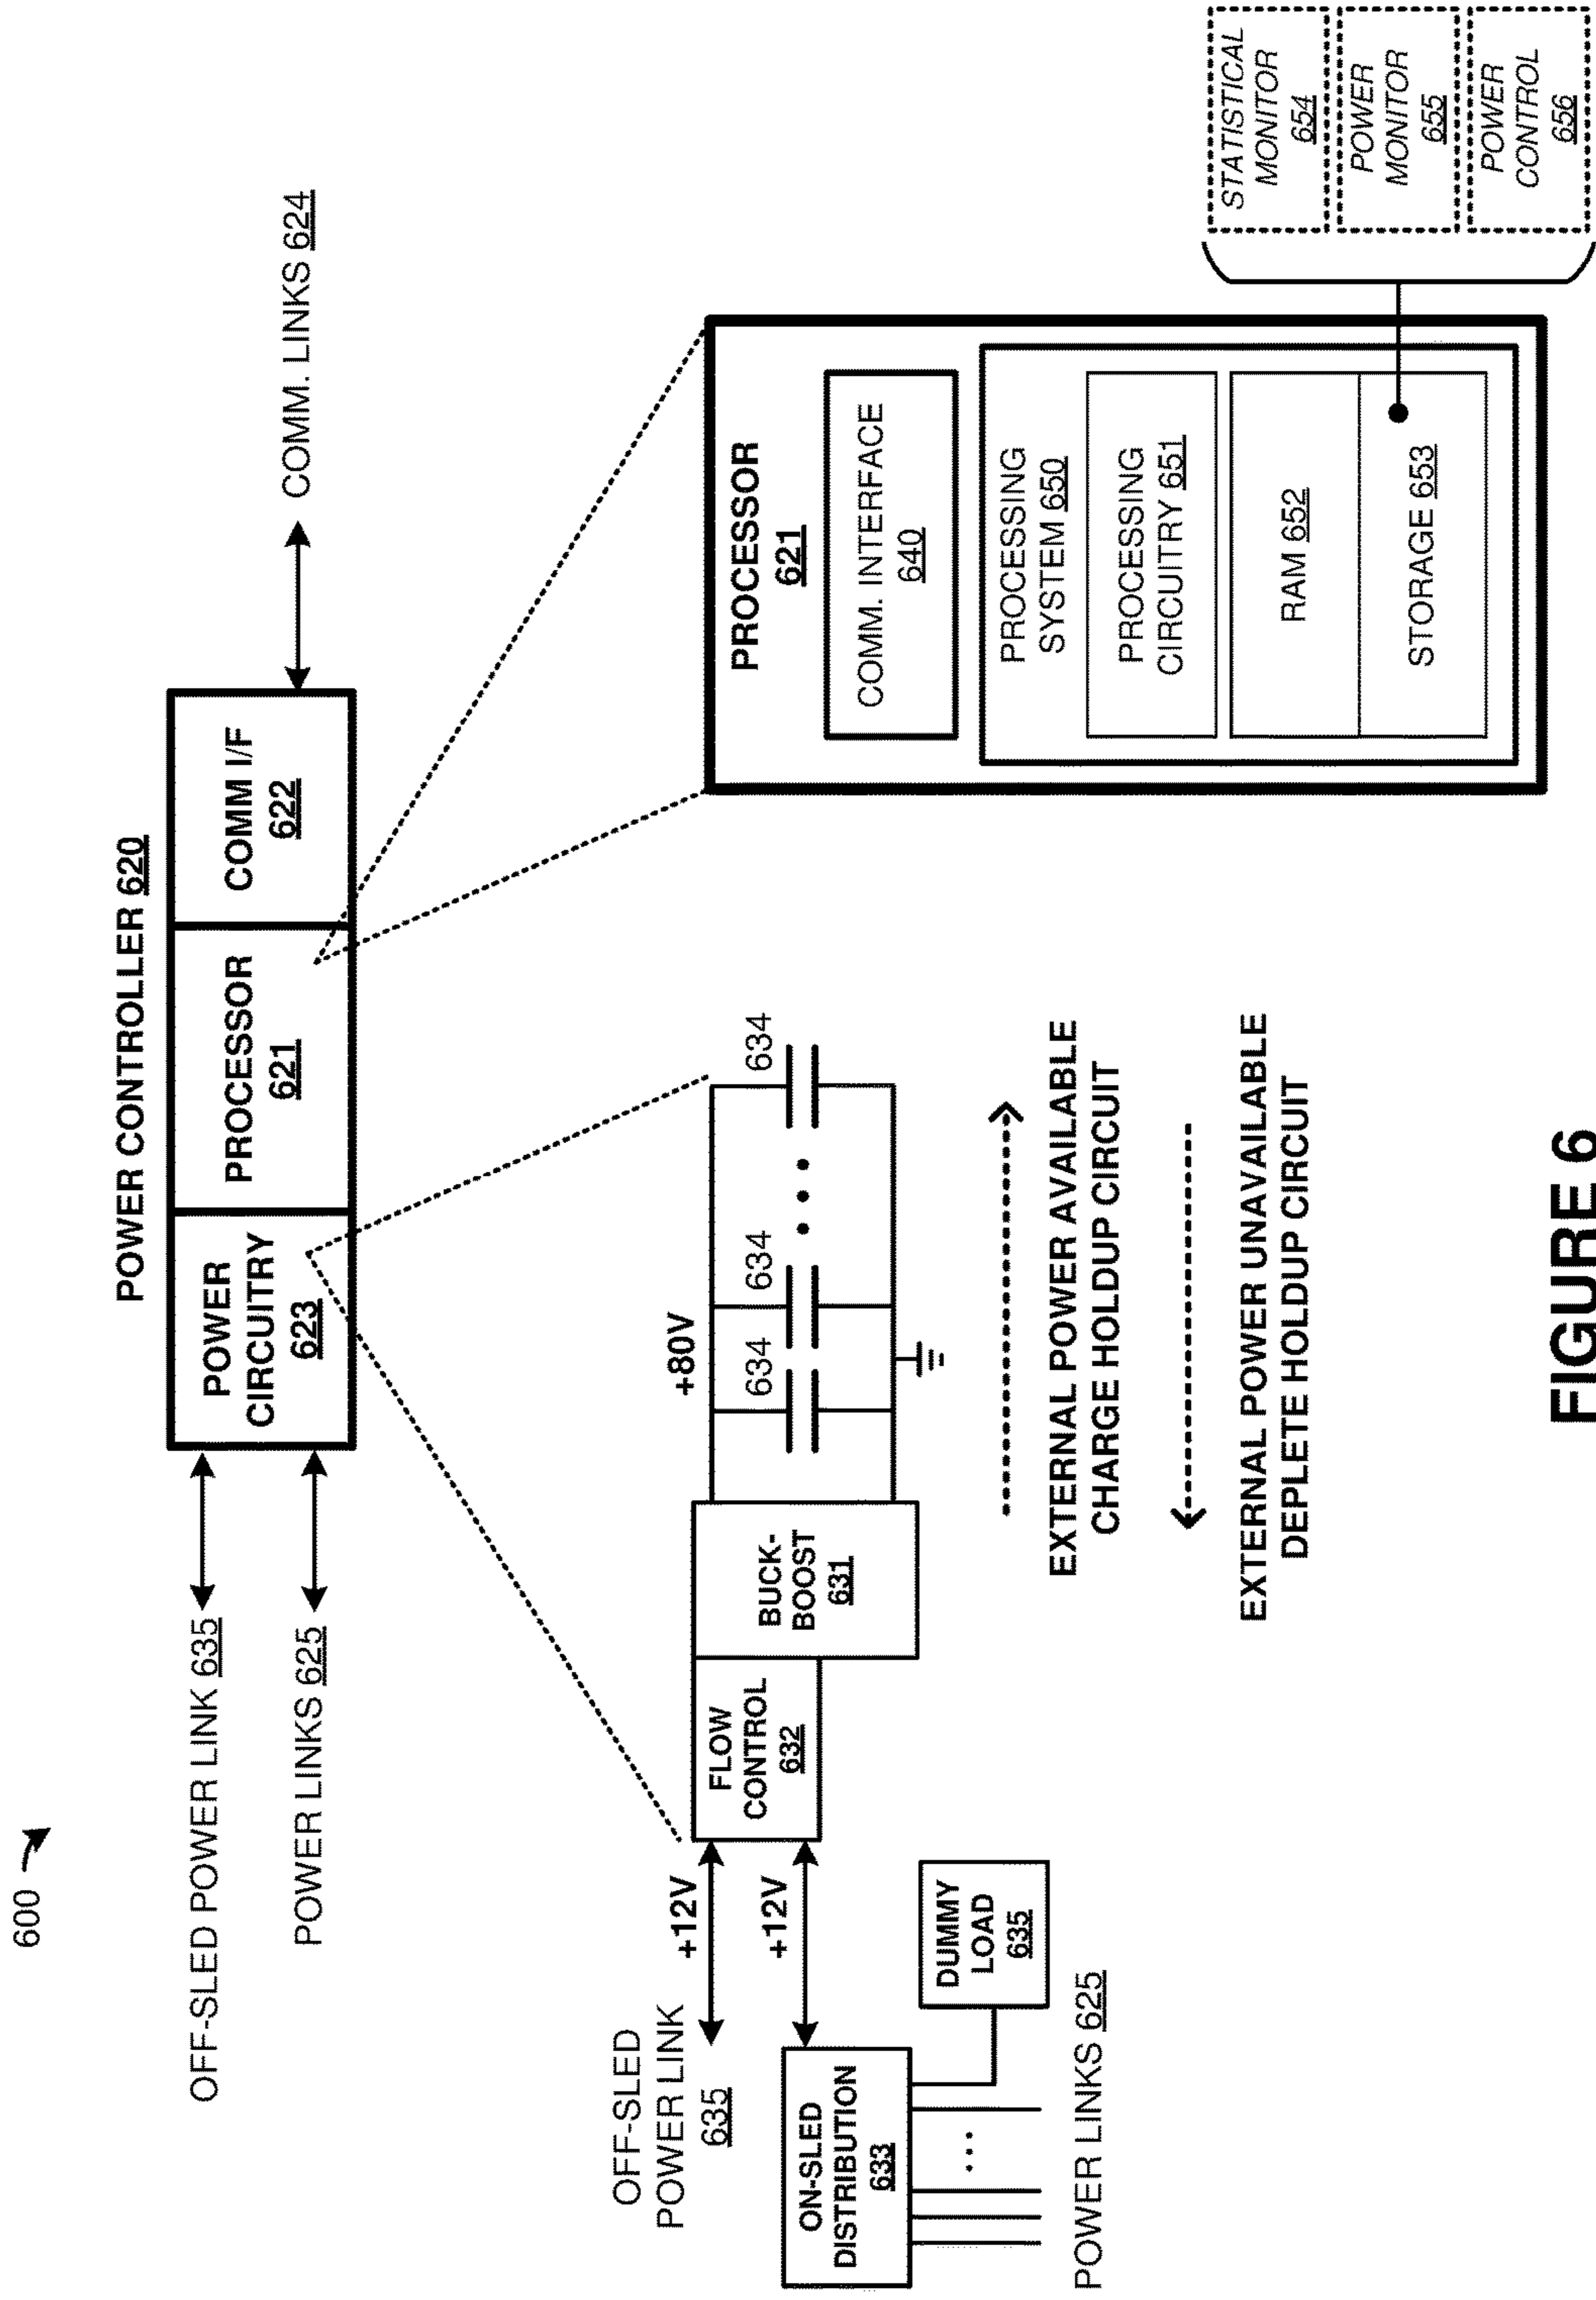 600
POWER CONTROLLER 620
OFF-SLED POWER LINK 635
POWER LINKS 625
POWER
CIRCUITRY
623
PROCESSOR
621
COMM I/F
622
COMM. LINKS 624
OFF-SLED
POWER LINK
635
+12V
+12V
FLOW
CONTROL
632
BUCK-
BOOST
631
+80V
634
634
634
ON-SLED
DISTRIBUTION
633
DUMMY
LOAD
635
POWER LINKS 625
EXTERNAL POWER AVAILABLE
CHARGE HOLDUP CIRCUIT
EXTERNAL POWER UNAVAILABLE
DEPLETE HOLDUP CIRCUIT
PROCESSOR
621
COMM. INTERFACE
640
PROCESSING
SYSTEM 650
PROCESSING
CIRCUITRY 651
RAM 652
STORAGE 653
STATISTICAL
MONITOR
654
POWER
MONITOR
655
POWER
CONTROL
656
FIGURE 6